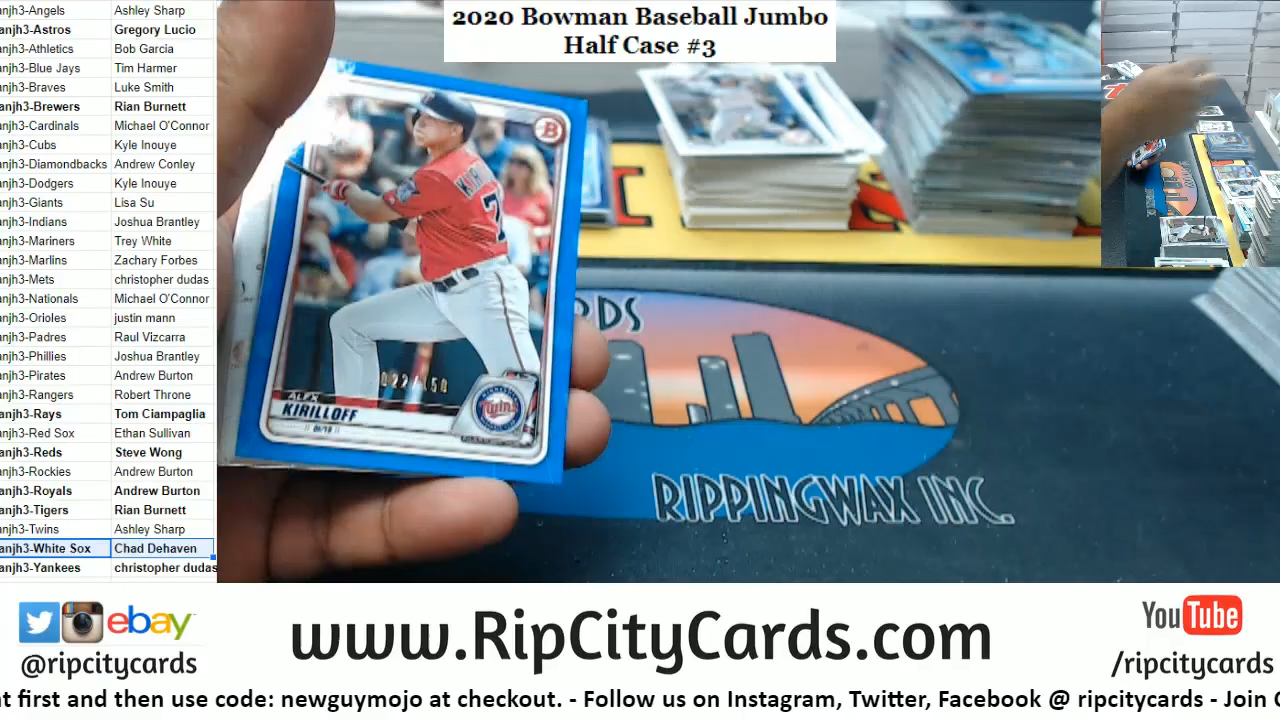 2020 Bowman Baseball Jumbo
Half Case #3
anjh3-Angels Ashley Sharp
anjh3-Astros Gregory Lucio
anjh3-Athletics Bob Garcia
anjh3-Blue Jays Tim Harmer
anjh3-Braves Luke Smith
anjh3-Brewers Rian Burnett
anjh3-Cardinals Michael O'Connor
anjh3-Cubs Kyle Inouye
anjh3-Diamondbacks Andrew Conley
anjh3-Dodgers Kyle Inouye
anjh3-Giants Lisa Su
anjh3-Indians Joshua Brantley
anjh3-Mariners Trey White
anjh3-Marlins Zachary Forbes
anjh3-Mets christopher dudas
anjh3-Nationals Michael O'Connor
anjh3-Orioles justin mann
anjh3-Padres Raul Vizcarra
anjh3-Phillies Joshua Brantley
anjh3-Pirates Andrew Burton
anjh3-Rangers Robert Throne
anjh3-Rays Tom Ciampaglia
anjh3-Red Sox Ethan Sullivan
anjh3-Reds Steve Wong
anjh3-Rockies Andrew Burton
anjh3-Royals Andrew Burton
anjh3-Tigers Rian Burnett
anjh3-Twins Ashley Sharp
anjh3-White Sox Chad Dehaven
anjh3-Yankees christopher dudas
B
ALEX
KIRILLOFF
Twins
RDS
RIPPINGWAX INC.
ebay
@ripcitycards
www.RipCityCards.com
YouTube
/ripcitycards
t first and then use code: newguymojo at checkout. - Follow us on Instagram, Twitter, Facebook @ ripcitycards - Join